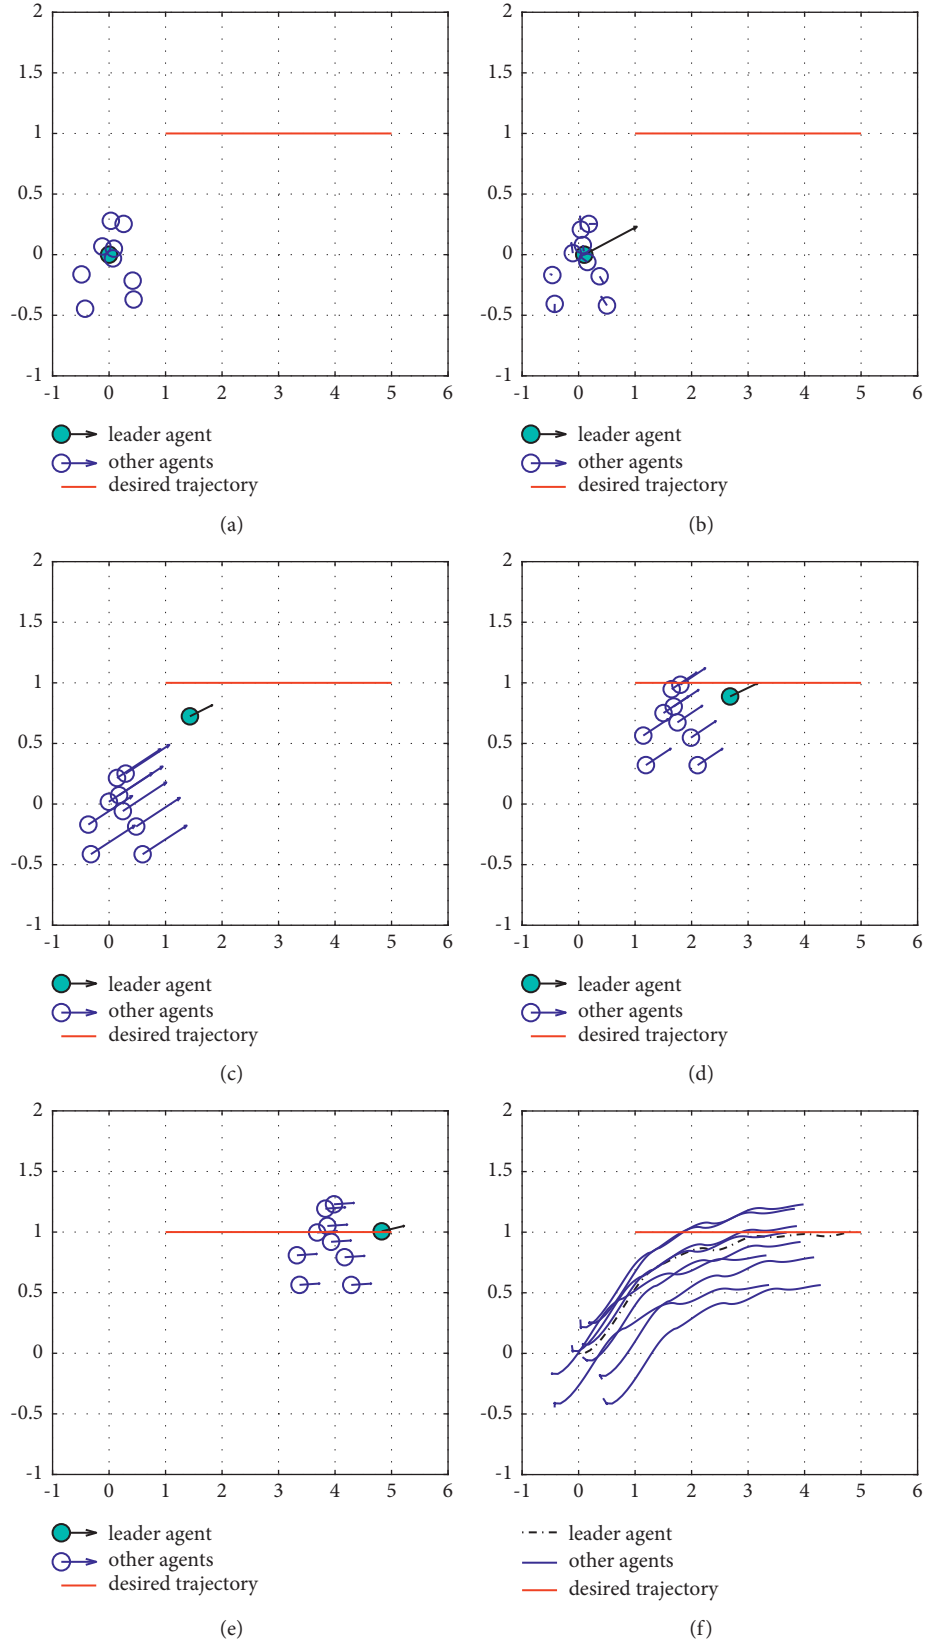 2
2
1.5
1.5
1
1
0.5
0.5
0
0
-0.5
-0.5
-1
-1
-1 0 1 2 3 4 5 6
-1 0 1 2 3 4 5 6
leader agent
other agents
desired trajectory
(a)
leader agent
other agents
desired trajectory
(b)
2
2
1.5
1.5
1
1
0.5
0.5
0
0
-0.5
-0.5
-1
-1
-1 0 1 2 3 4 5 6
-1 0 1 2 3 4 5 6
leader agent
other agents
desired trajectory
(c)
leader agent
other agents
desired trajectory
(d)
2
2
1.5
1.5
1
1
0.5
0.5
0
0
-0.5
-0.5
-1
-1
-1 0 1 2 3 4 5 6
-1 0 1 2 3 4 5 6
leader agent
other agents
desired trajectory
(e)
leader agent
other agents
desired trajectory
(f)